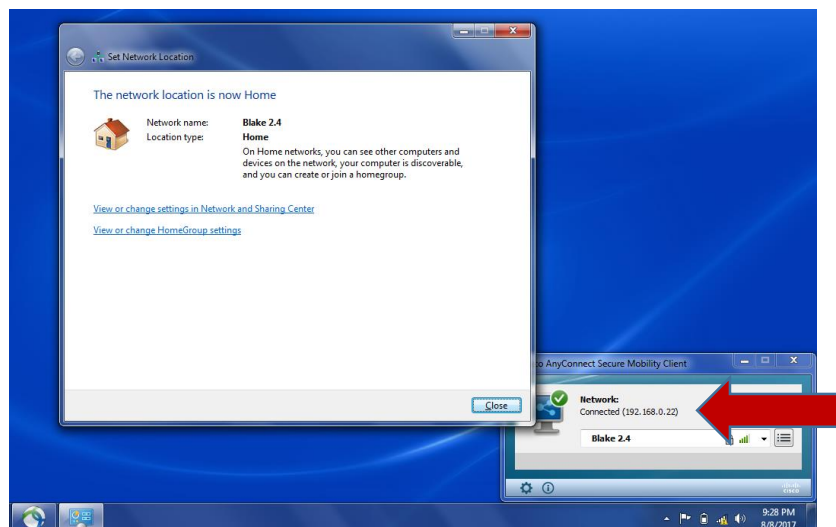 Set Network Location
The network location is now Home
Network name: Blake 2.4
Location type: Home
On Home networks, you can see other computers and
devices on the network, your computer is discoverable,
and you can create or join a homegroup.
View or change settings in Network and Sharing Center
View or change HomeGroup settings
Close
AnyConnect Secure Mobility Client
Network:
Connected (192.168.0.22)
Blake 2.4
9:28 PM
8/8/2017